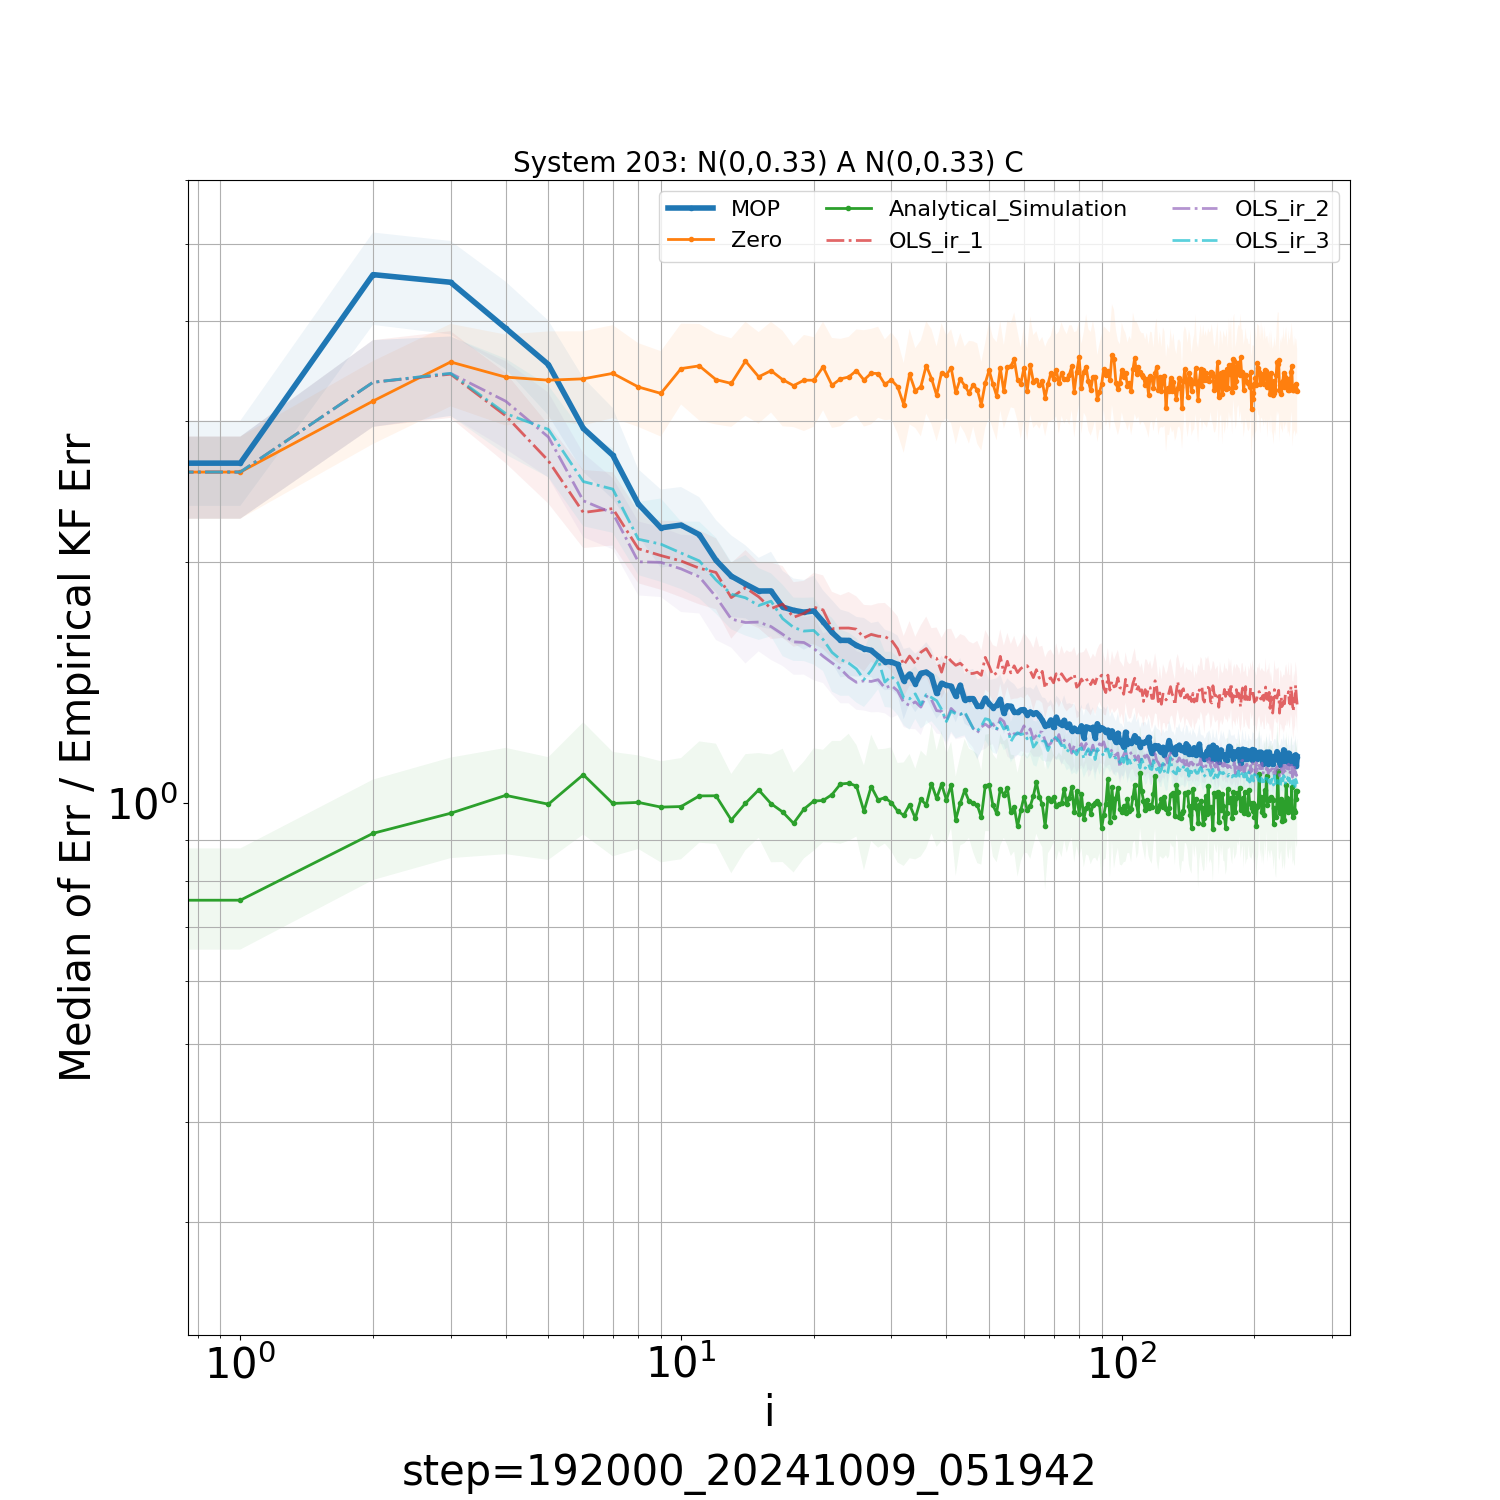 System 203: N(0,0.33) A N(0,0.33) C
MOP
Zero
Analytical_Simulation
OLS_ir_1
OLS_ir_2
OLS_ir_3
Median of Err / Empirical KF Err
10⁰
10⁰ 10¹ 10²
i
step=192000_20241009_051942